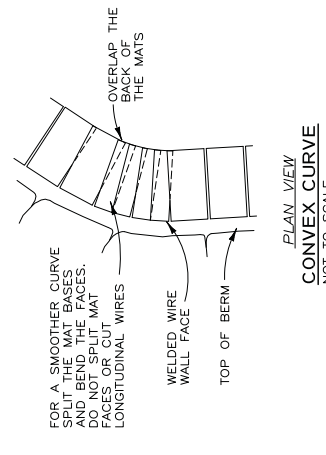 OVERLAP THE
BACK OF
THE MATS
FOR A SMOOTHER CURVE
SPLIT THE MAT BASES
AND BEND THE FACES.
DO NOT SPLIT MAT
FACES OR CUT
LONGITUDINAL WIRES
WELDED WIRE
WALL FACE
TOP OF BERM
PLAN VIEW
CONVEX CURVE
NOT TO SCALE